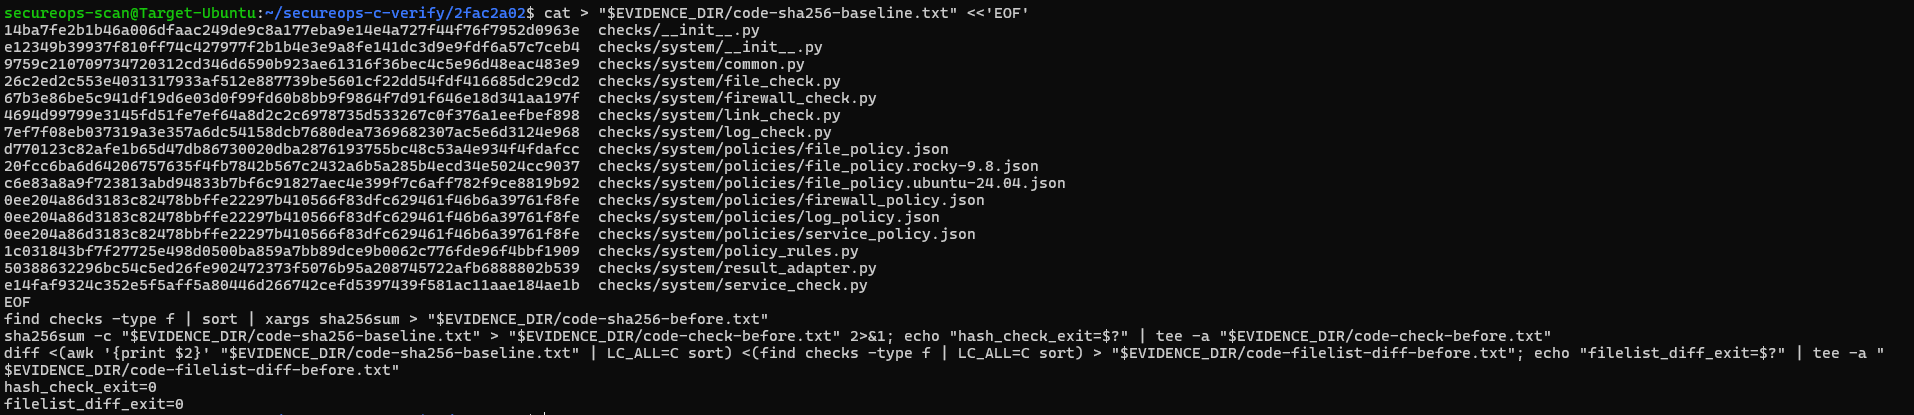 secureops-scan@Target-Ubuntu:~/secureops-c-verify/2fac2a02$ cat > "$EVIDENCE_DIR/code-sha256-baseline.txt" <<'EOF'
14ba7fe2b1b46a006dfaac249de9c8a177eba9e14e4a727f44f76f7952d0963e  checks/__init__.py
e12349b39937f810ff74c427977f2b1b4e3e9a8fe141dc3d9e9fdf6a57c7ceb4  checks/system/__init__.py
9759c210709734720312cd346d6590b923ae61316f36bec4c5e96d48eac483e9  checks/system/common.py
26c2ed2c553e4031317933af512e887739be5601cf22dd54fdf416685dc29cd2  checks/system/file_check.py
67b3e86be5c941df19d6e03d0f99fd60b8bb9f9864f7d91f646e18d341aa197f  checks/system/firewall_check.py
4694d99799e3145fd51fe7ef64a8d2c2c6978735d533267c0f376a1eefbef898  checks/system/link_check.py
7ef7f08eb037319a3e357a6dc54158dcb7680dea7369682307ac5e6d3124e968  checks/system/log_check.py
d770123c82afe1b65d47db86730020dba2876193755bc48c53a4e934f4fdafcc  checks/system/policies/file_policy.json
20fcc6ba6d64206757635f4fb7842b567c2432a6b5a285b4ecd34e5024cc9037  checks/system/policies/file_policy.rocky-9.8.json
c6e83a8a9f723813abd94833b7bf6c91827aec4e399f7c6aff782f9ce8819b92  checks/system/policies/file_policy.ubuntu-24.04.json
0ee204a86d3183c82478bbffe22297b410566f83dfc629461f46b6a39761f8fe  checks/system/policies/firewall_policy.json
0ee204a86d3183c82478bbffe22297b410566f83dfc629461f46b6a39761f8fe  checks/system/policies/log_policy.json
0ee204a86d3183c82478bbffe22297b410566f83dfc629461f46b6a39761f8fe  checks/system/policies/service_policy.json
1c031843bf7f27725e498d0500ba859a7bb89dce9b0062c776fde96f4bbf1909  checks/system/policy_rules.py
50388632296bc54c5ed26fe902472373f5076b95a208745722afb6888802b539  checks/system/result_adapter.py
e14faf9324c352e5f5aff5a80446d266742cefd5397439f581ac11aae184ae1b  checks/system/service_check.py
EOF
find checks -type f | sort | xargs sha256sum > "$EVIDENCE_DIR/code-sha256-before.txt"
sha256sum -c "$EVIDENCE_DIR/code-sha256-baseline.txt" > "$EVIDENCE_DIR/code-check-before.txt" 2>&1; echo "hash_check_exit=$?" | tee -a "$EVIDENCE_DIR/code-check-before.txt"
diff <(awk '{print $2}' "$EVIDENCE_DIR/code-sha256-baseline.txt" | LC_ALL=C sort) <(find checks -type f | LC_ALL=C sort) > "$EVIDENCE_DIR/code-filelist-diff-before.txt"; echo "filelist_diff_exit=$?" | tee -a "
$EVIDENCE_DIR/code-filelist-diff-before.txt"
hash_check_exit=0
filelist_diff_exit=0